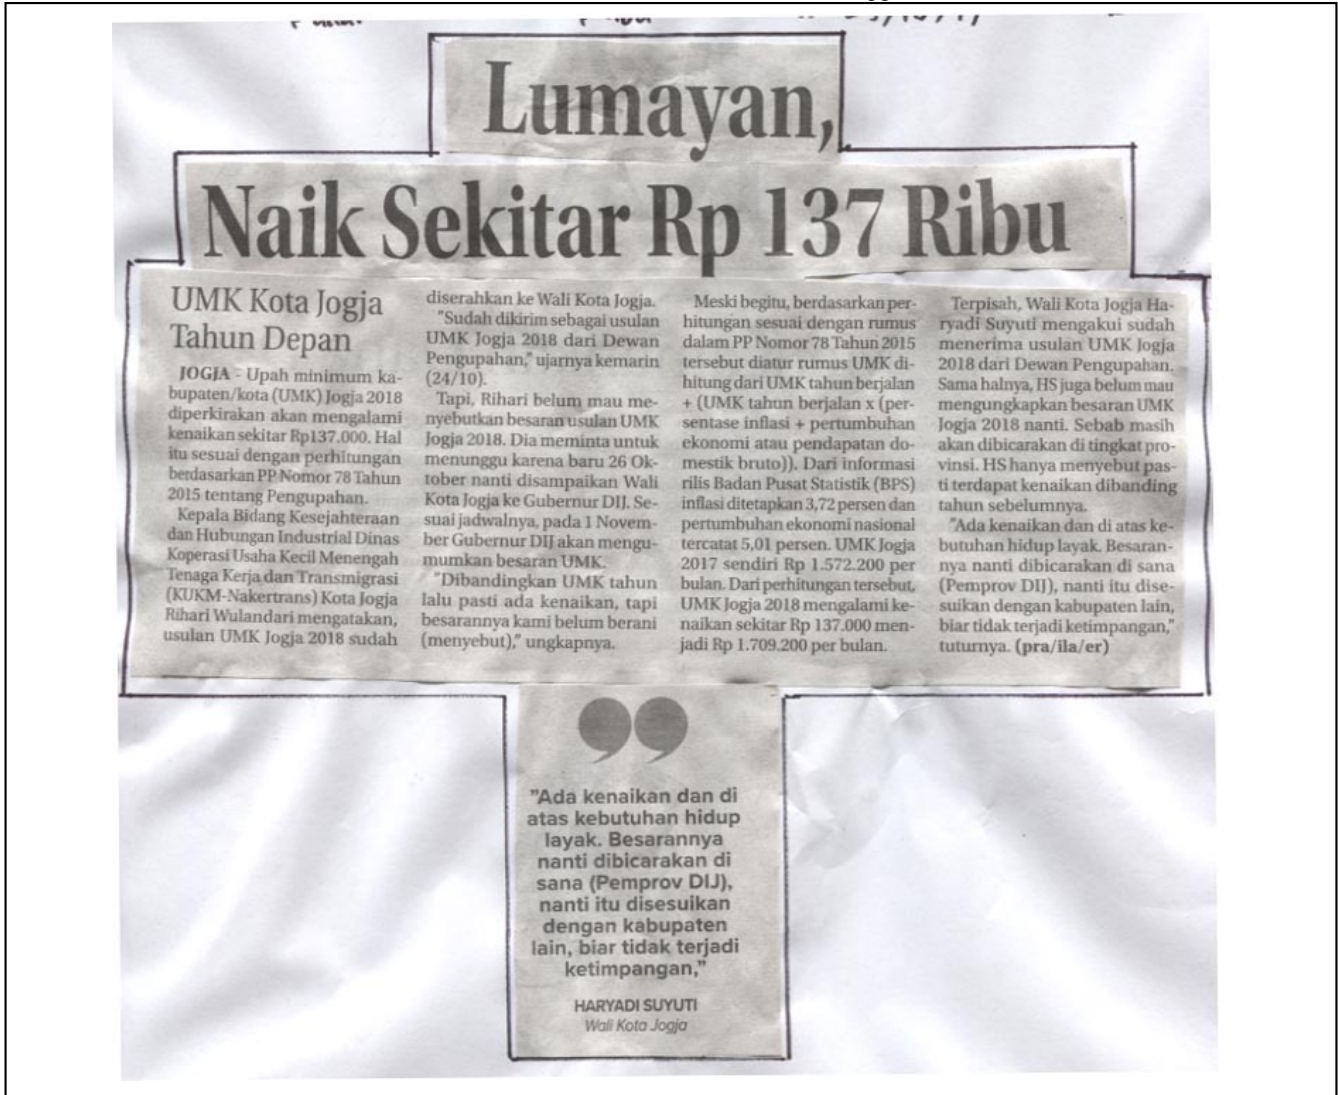 Lumayan,
Naik Sekitar Rp 137 Ribu
UMK Kota Jogja
Tahun Depan
JOGJA - Upah minimum ka-
bupaten/kota (UMK) Jogja 2018
diperkirakan akan mengalami
kenaikan sekitar Rp137.000. Hal
itu sesuai dengan perhitungan
berdasarkan PP Nomor 78 Tahun
2015 tentang Pengupahan.
Kepala Bidang Kesejahteraan
dan Hubungan Industrial Dinas
Koperasi Usaha Kecil Menengah
Tenaga Kerja dan Transmigrasi
(KUKM-Nakertrans) Kota Jogja
Rihari Wulandari mengatakan,
usulan UMK Jogja 2018 sudah
diserahkan ke Wali Kota Jogja.
"Sudah dikirim sebagai usulan
UMK Jogja 2018 dari Dewan
Pengupahan," ujarnya kemarin
(24/10).
Tapi, Rihari belum mau me-
nyebutkan besaran usulan UMK
Jogja 2018. Dia meminta untuk
menunggu karena baru 26 Ok-
tober nanti disampaikan Wali
Kota Jogja ke Gubernur DIJ. Se-
suai jadwalnya, pada 1 Novem-
ber Gubernur DIJ akan mengu-
mumkan besaran UMK.
"Dibandingkan UMK tahun
lalu pasti ada kenaikan, tapi
besarannya kami belum berani
(menyebut)," ungkapnya.
Meski begitu, berdasarkan per-
hitungan sesuai dengan rumus
dalam PP Nomor 78 Tahun 2015
tersebut diatur rumus UMK di-
hitung dari UMK tahun berjalan
+ (UMK tahun berjalan x (per-
sentase inflasi + pertumbuhan
ekonomi atau pendapatan do-
mestik bruto)). Dari informasi
rilis Badan Pusat Statistik (BPS)
inflasi ditetapkan 3,72 persen dan
pertumbuhan ekonomi nasional
tercatat 5,01 persen. UMK Jogja
2017 sendiri Rp 1.572.200 per
bulan. Dari perhitungan tersebut,
UMK Jogja 2018 mengalami ke-
naikan sekitar Rp 137.000 men-
jadi Rp 1.709.200 per bulan.
Terpisah, Wali Kota Jogja Ha-
ryadi Suyuti mengakui sudah
menerima usulan UMK Jogja
2018 dari Dewan Pengupahan.
Sama halnya, HS juga belum mau
mengungkapkan besaran UMK
Jogja 2018 nanti. Sebab masih
akan dibicarakan di tingkat pro-
vinsi. HS hanya menyebut pas-
ti terdapat kenaikan dibanding
tahun sebelumnya.
"Ada kenaikan dan di atas ke-
butuhan hidup layak. Besaran-
nya nanti dibicarakan di sana
(Pemprov DIJ), nanti itu dise-
suikan dengan kabupaten lain,
biar tidak terjadi ketimpangan,"
tuturnya. (pra/ila/er)
"Ada kenaikan dan di
atas kebutuhan hidup
layak. Besarannya
nanti dibicarakan di
sana (Pemprov DIJ),
nanti itu disesuikan
dengan kabupaten
lain, biar tidak terjadi
ketimpangan,"
HARYADI SUYUTI
Wali Kota Jogja